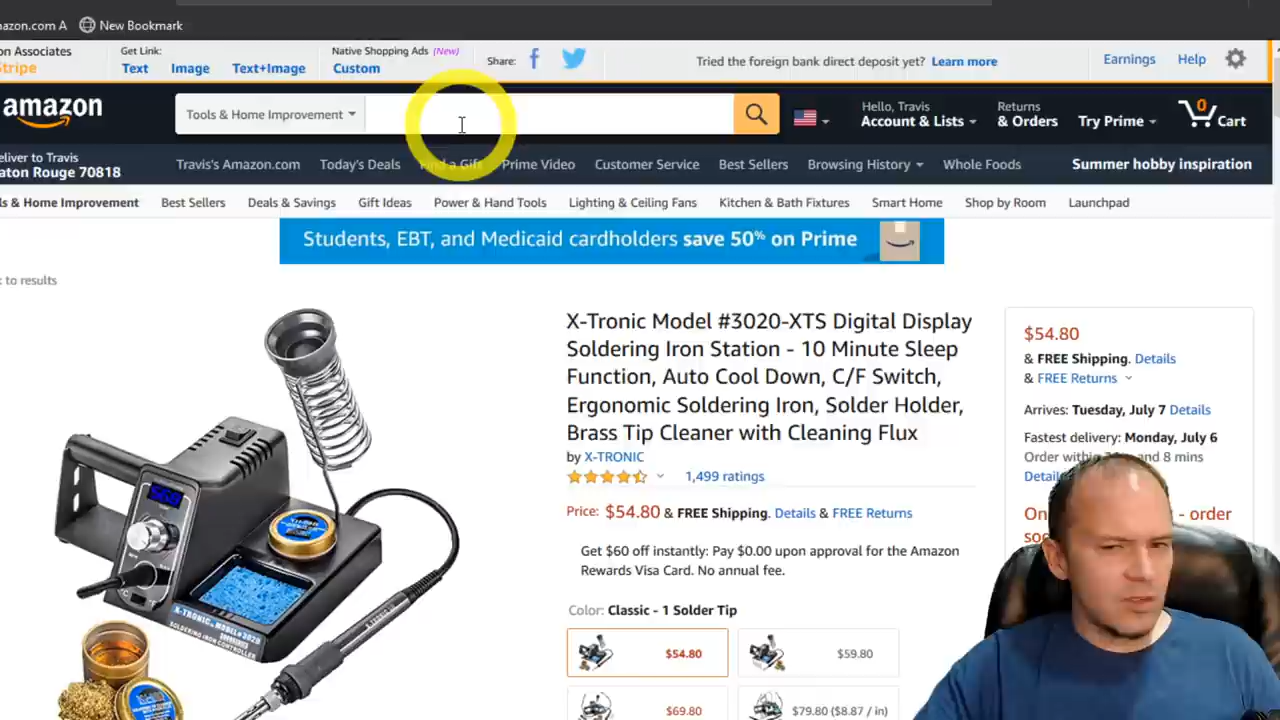 azon.com A
New Bookmark
on Associates
Stripe
Get Link:
Text Image Text+Image
Native Shopping Ads (New)
Custom
Share:
Tried the foreign bank direct deposit yet? Learn more
Earnings
Help
amazon
Tools & Home Improvement
Hello, Travis
Account & Lists
Returns
& Orders
Try Prime
0
Cart
eliver to Travis
aton Rouge 70818
Travis's Amazon.com
Today's Deals
Find a Gift
Prime Video
Customer Service
Best Sellers
Browsing History
Whole Foods
Summer hobby inspiration
ls & Home Improvement
Best Sellers
Deals & Savings
Gift Ideas
Power & Hand Tools
Lighting & Ceiling Fans
Kitchen & Bath Fixtures
Smart Home
Shop by Room
Launchpad
Students, EBT, and Medicaid cardholders save 50% on Prime
k to results
X-Tronic Model #3020-XTS Digital Display
Soldering Iron Station - 10 Minute Sleep
Function, Auto Cool Down, C/F Switch,
Ergonomic Soldering Iron, Solder Holder,
Brass Tip Cleaner with Cleaning Flux
by X-TRONIC
1,499 ratings
Price: $54.80 & FREE Shipping. Details & FREE Returns
Get $60 off instantly: Pay $0.00 upon approval for the Amazon
Rewards Visa Card. No annual fee.
Color: Classic - 1 Solder Tip
$54.80
$59.80
$69.80
$79.80 ($8.87 / in)
$54.80
& FREE Shipping. Details
& FREE Returns
Arrives: Tuesday, July 7 Details
Fastest delivery: Monday, July 6
Order within and 8 mins
Details
On - order
soo
X-TRONIC MODEL #3020
SOLDERING IRON CONTROLLER